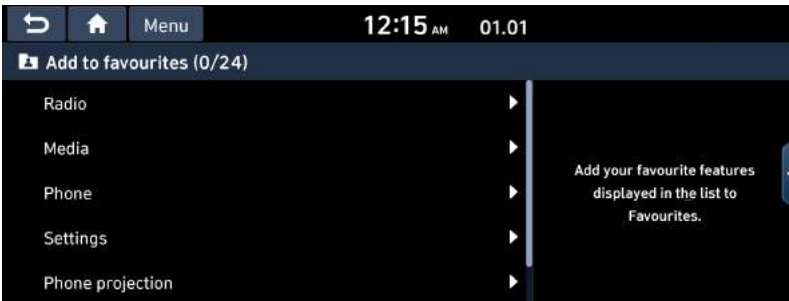 Menu 12:15 AM 01.01
Add to favourites (0/24)
Radio
Media
Phone
Settings
Phone projection
Add your favourite features
displayed in the list to
Favourites.